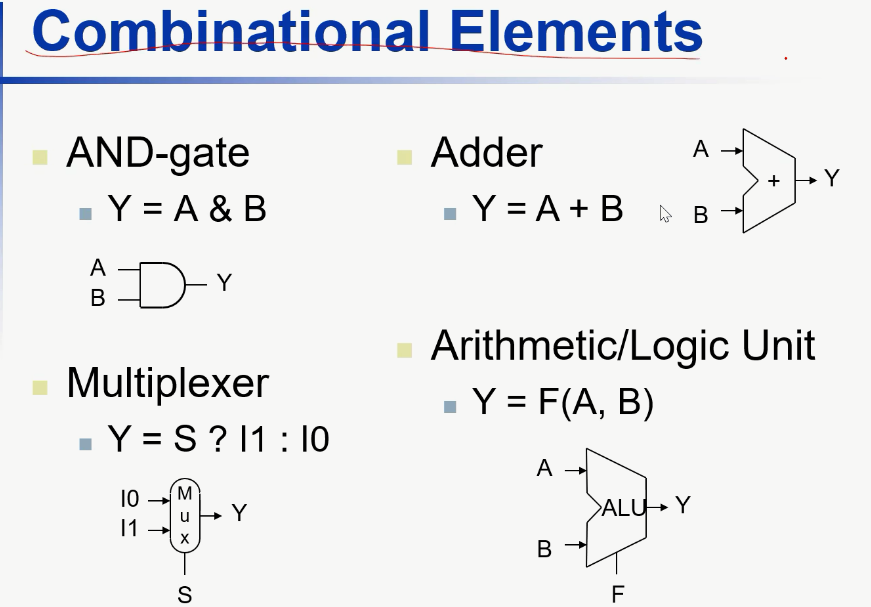 Combinational Elements
AND-gate
Y = A & B
A
B
Y
Multiplexer
Y = S ? I1 : I0
I0
I1
M
u
x
Y
S
Adder
Y = A + B
A
B
+
Y
Arithmetic/Logic Unit
Y = F(A, B)
A
B
ALU
Y
F